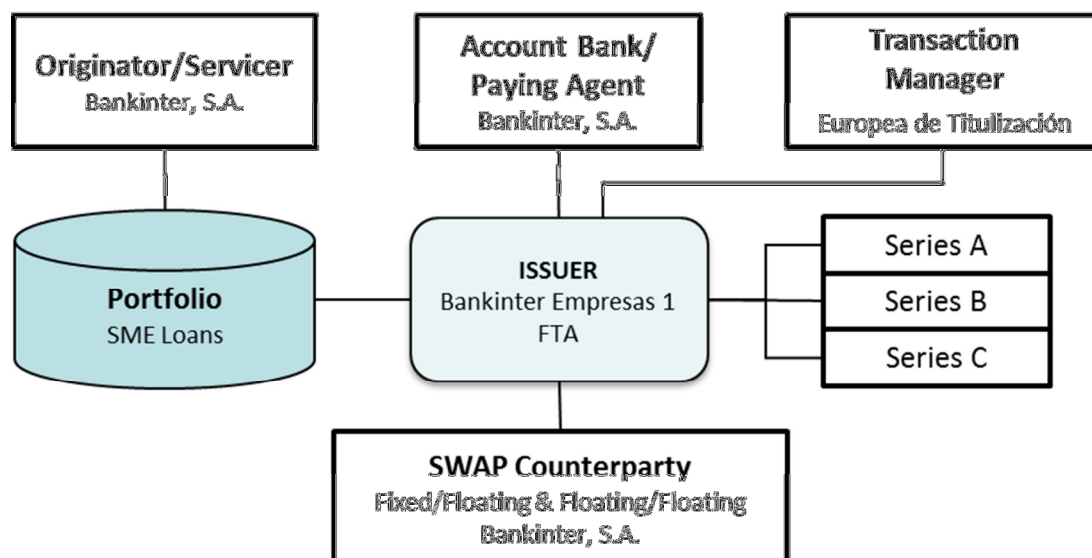 Originator/Servicer
Bankinter, S.A.
Account Bank/
Paying Agent
Bankinter, S.A.
Transaction
Manager
Europea de Titulización
Portfolio
SME Loans
ISSUER
Bankinter Empresas 1
FTA
Series A
Series B
Series C
SWAP Counterparty
Fixed/Floating & Floating/Floating
Bankinter, S.A.